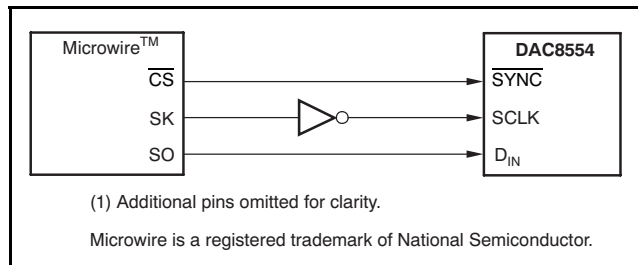 Microwire™ DAC8554
CS SYNC
SK SCLK
SO DIN
(1) Additional pins omitted for clarity.
Microwire is a registered trademark of National Semiconductor.